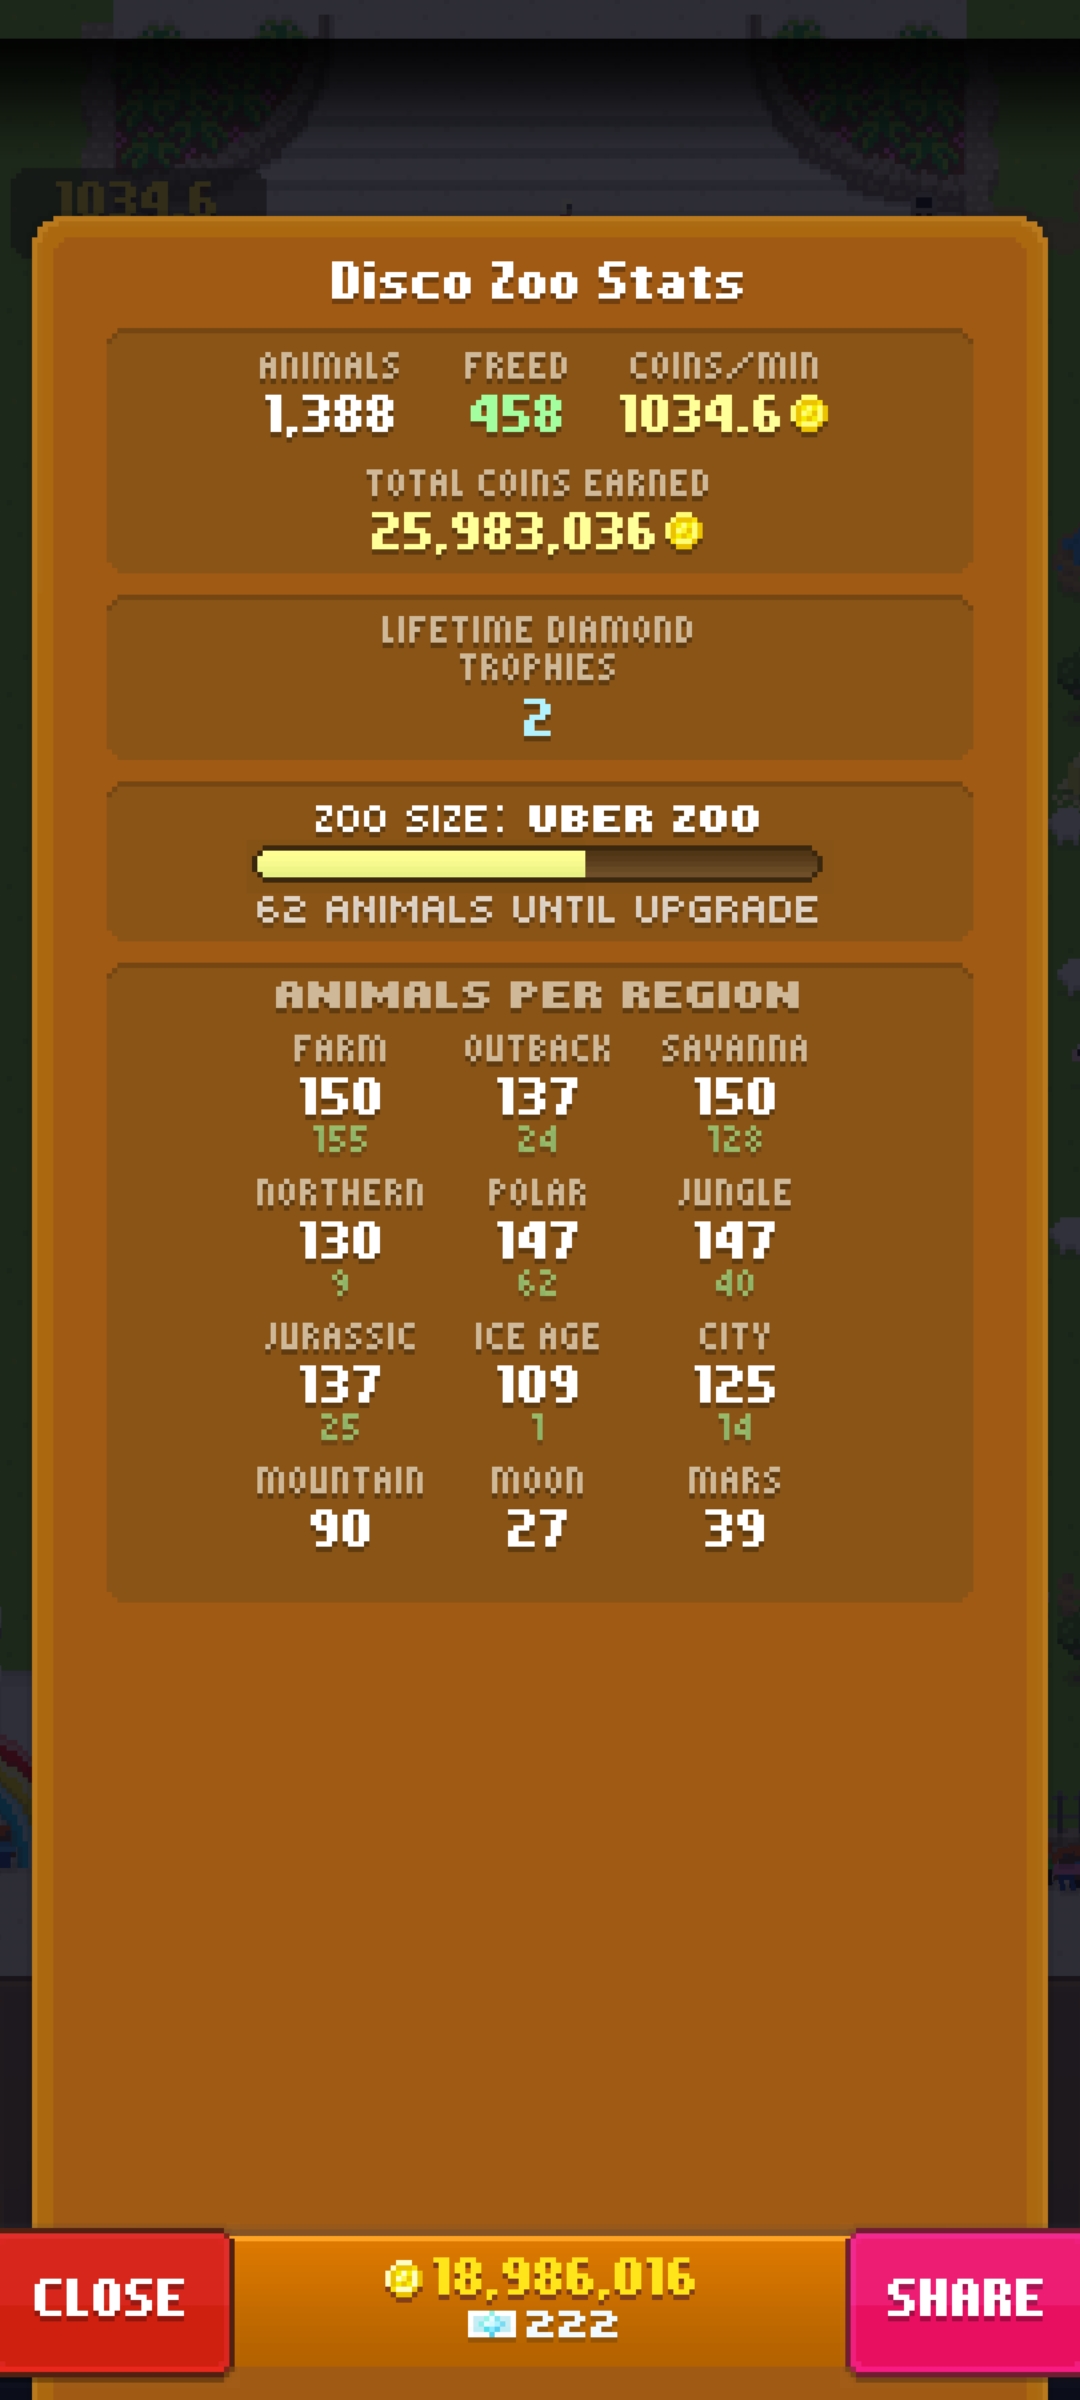 1034.6
Disco Zoo Stats
ANIMALS FREED COINS/MIN
1,388 458 1034.6
TOTAL COINS EARNED
25,983,036
LIFETIME DIAMOND
TROPHIES
2
ZOO SIZE: UBER ZOO
62 ANIMALS UNTIL UPGRADE
ANIMALS PER REGION
FARM OUTBACK SAVANNA
150 137 150
155 24 128
NORTHERN POLAR JUNGLE
130 147 147
9 62 40
JURASSIC ICE AGE CITY
137 109 125
25 1 14
MOUNTAIN MOON MARS
90 27 39
CLOSE 18,986,016 SHARE
222